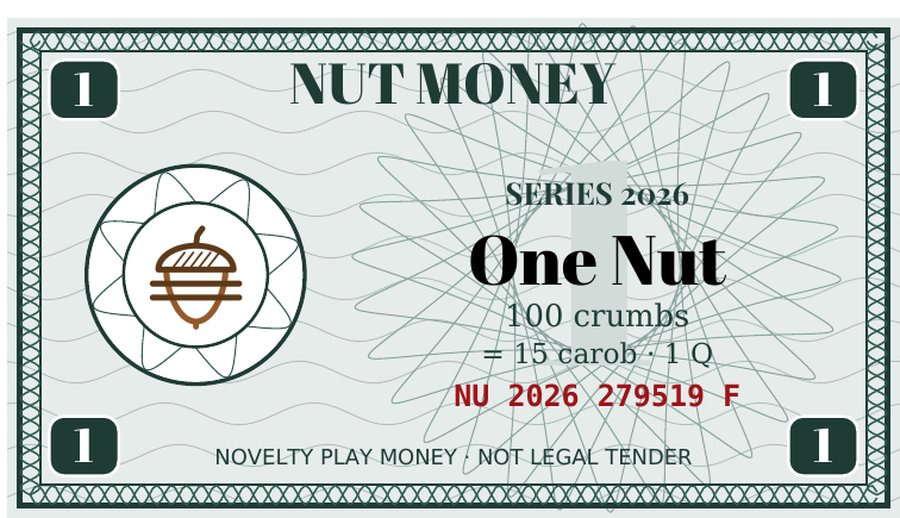 NUT MONEY
1
1
SERIES 2026
One Nut
100 crumbs
= 15 carob · 1 Q
NU 2026 279519 F
1
1
NOVELTY PLAY MONEY · NOT LEGAL TENDER
1